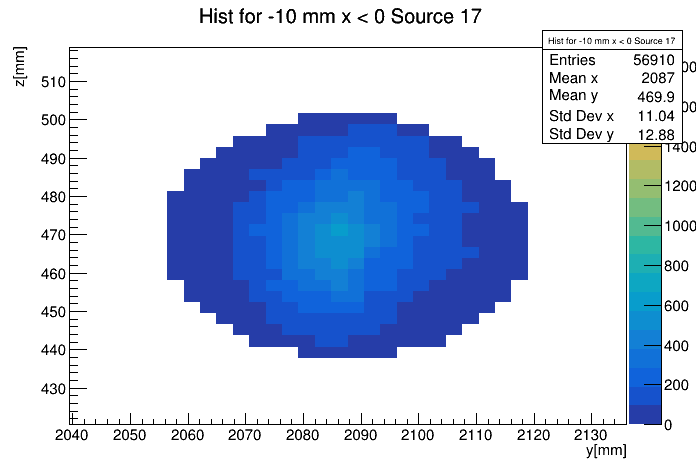 Hist for -10 mm x < 0 Source 17
Hist for -10 mm x < 0 Source 17
Entries 56910
Mean x 2087
Mean y 469.9
Std Dev x 11.04
Std Dev y 12.88
z[mm]
510
500
490
480
470
460
450
440
430
2040 2050 2060 2070 2080 2090 2100 2110 2120 2130
y[mm]
1400
1200
1000
800
600
400
200
0